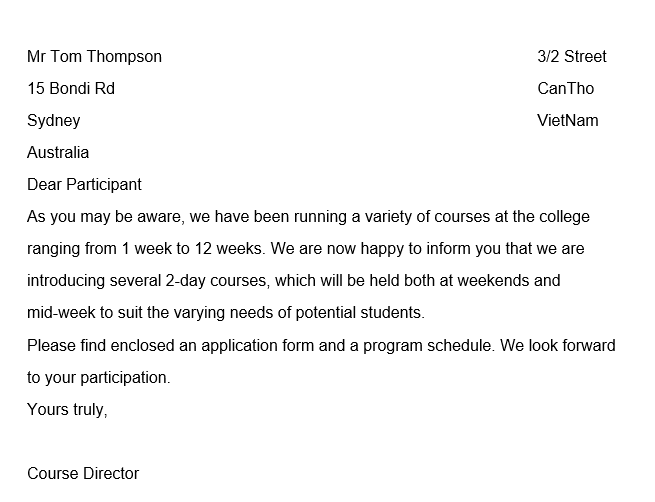 Mr Tom Thompson 3/2 Street
15 Bondi Rd CanTho
Sydney VietNam
Australia
Dear Participant
As you may be aware, we have been running a variety of courses at the college
ranging from 1 week to 12 weeks. We are now happy to inform you that we are
introducing several 2-day courses, which will be held both at weekends and
mid-week to suit the varying needs of potential students.
Please find enclosed an application form and a program schedule. We look forward
to your participation.
Yours truly,
Course Director